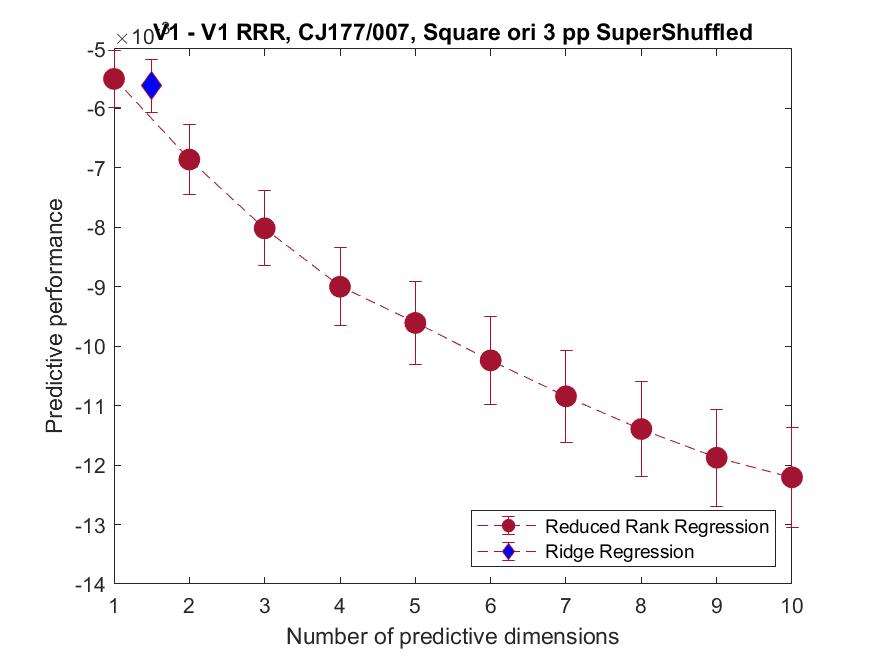 ×10-3
V1 - V1 RRR, CJ177/007, Square ori 3 pp SuperShuffled
-5
-6
-7
-8
-9
-10
-11
-12
-13
-14
Predictive performance
Reduced Rank Regression
Ridge Regression
1 2 3 4 5 6 7 8 9 10
Number of predictive dimensions